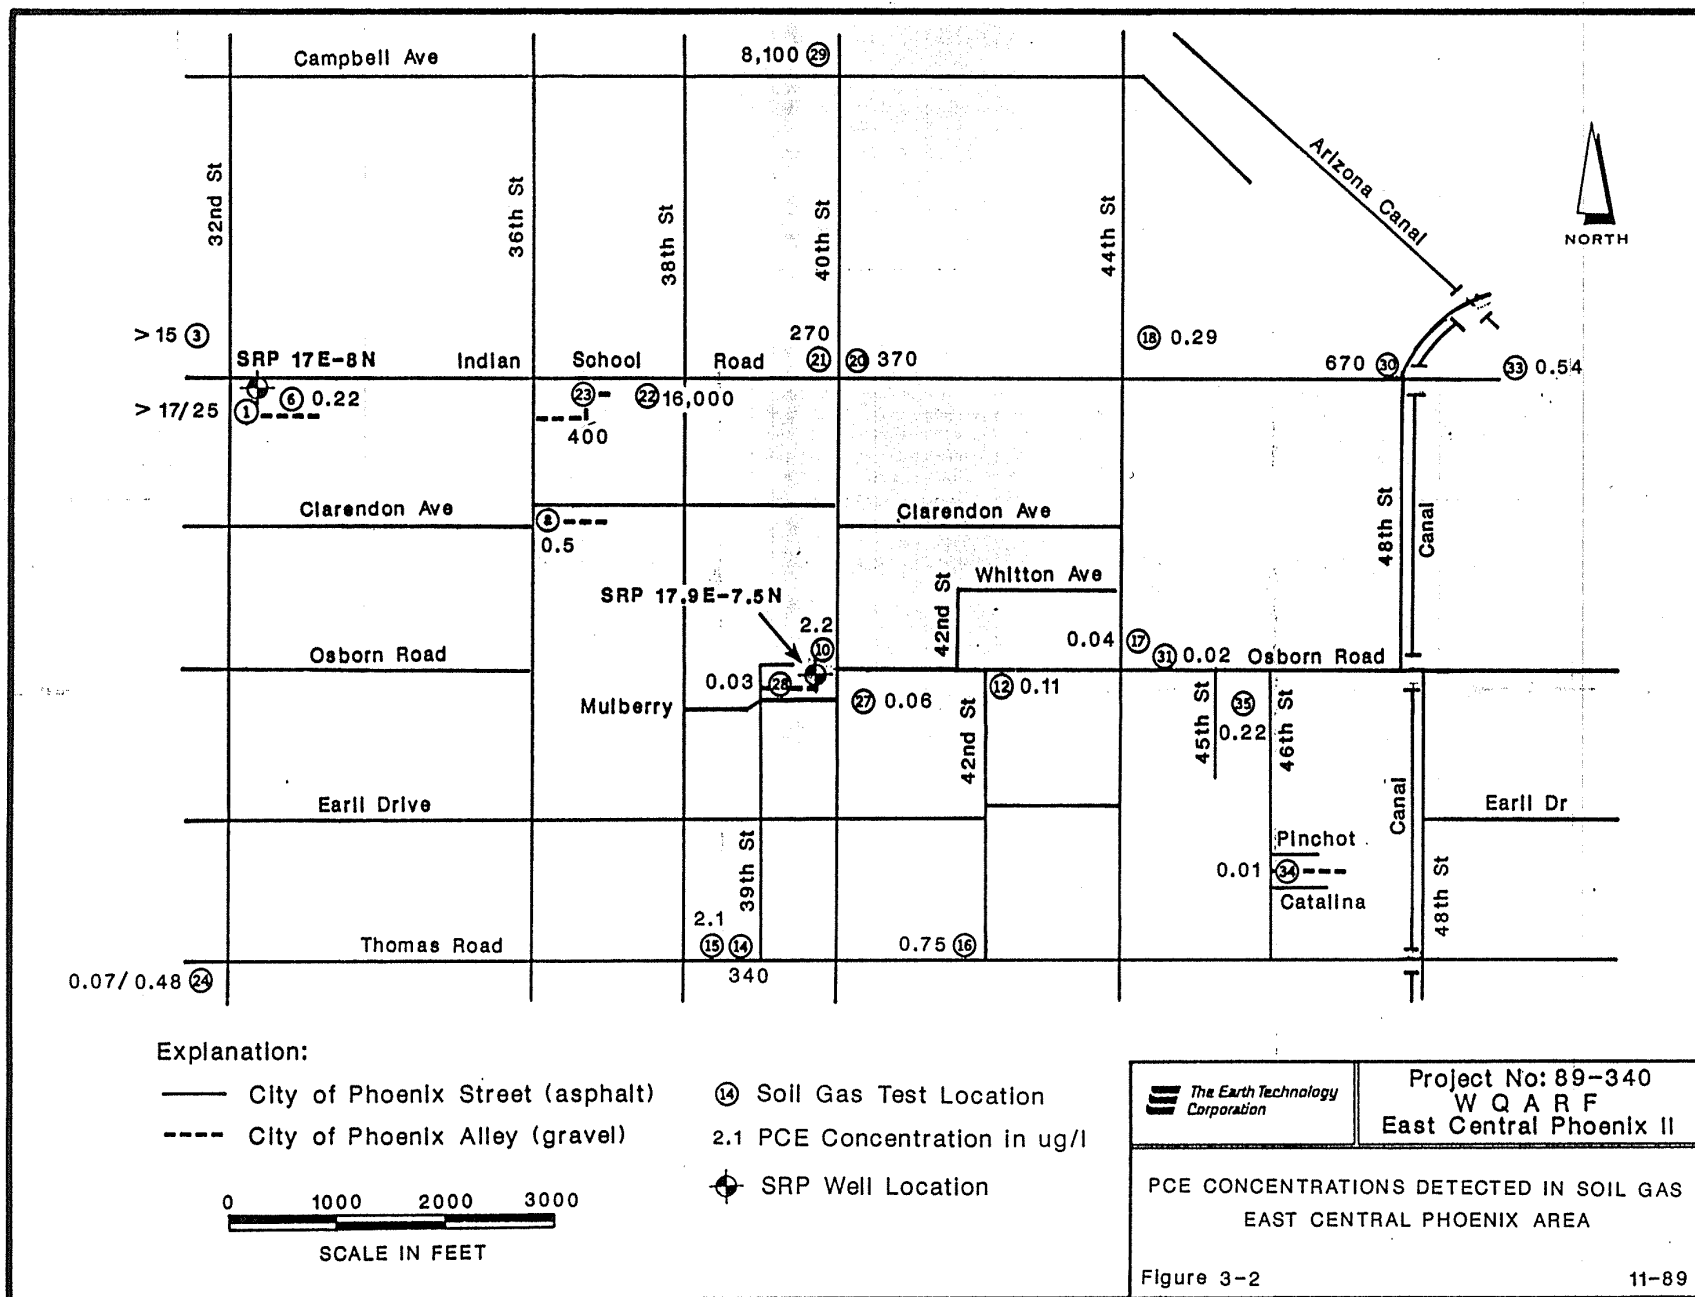 Campbell Ave
8,100 29
32nd St
36th St
38th St
40th St
44th St
Arizona Canal
NORTH
> 15 3
SRP 17E-8N
Indian School Road
270
21
20 370
18 0.29
670 30
33 0.54
> 17/25 1
6 0.22
23
22 16,000
400
Clarendon Ave
8
0.5
Clarendon Ave
48th St
Canal
Whitton Ave
42nd St
SRP 17.9E-7.5N
2.2
10
0.04 17
31 0.02
Osborn Road
Osborn Road
0.03 28
Mulberry
27 0.06
12 0.11
42nd St
45th St
35
0.22
46th St
Canal
Earll Drive
Earll Dr
39th St
Pinchot
0.01 34
Catalina
48th St
2.1
15 14
340
Thomas Road
0.75 16
0.07/0.48 24
Explanation:
City of Phoenix Street (asphalt)
City of Phoenix Alley (gravel)
14 Soil Gas Test Location
2.1 PCE Concentration in ug/l
SRP Well Location
0 1000 2000 3000
SCALE IN FEET
The Earth Technology
Corporation
Project No: 89-340
W Q A R F
East Central Phoenix II
PCE CONCENTRATIONS DETECTED IN SOIL GAS
EAST CENTRAL PHOENIX AREA
Figure 3-2
11-89